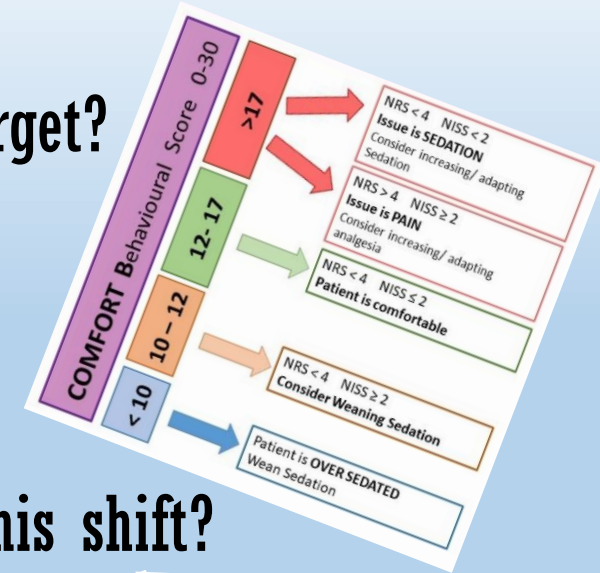 rget?
COMFORT Behavioural Score 0-30
>17
NRS < 4 NISS < 2
Issue is SEDATION
Consider increasing/ adapting
Sedation
NRS > 4 NISS ≥ 2
Issue is PAIN
Consider increasing/ adapting
analgesia
12- 17
NRS < 4 NISS ≤ 2
Patient is comfortable
10 – 12
NRS < 4 NISS ≥ 2
Consider Weaning Sedation
< 10
Patient is OVER SEDATED
Wean Sedation
his shift?